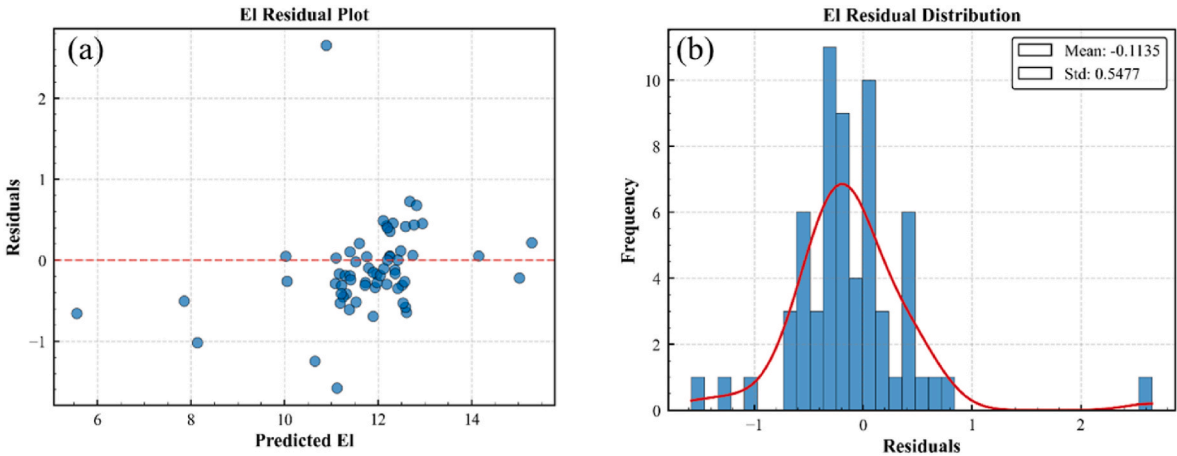 El Residual Plot
(a)
2
1
0
−1
6 8 10 12 14
Residuals
Predicted El
El Residual Distribution
(b)
Mean: -0.1135
Std: 0.5477
10
8
6
4
2
0
−1 0 1 2
Frequency
Residuals